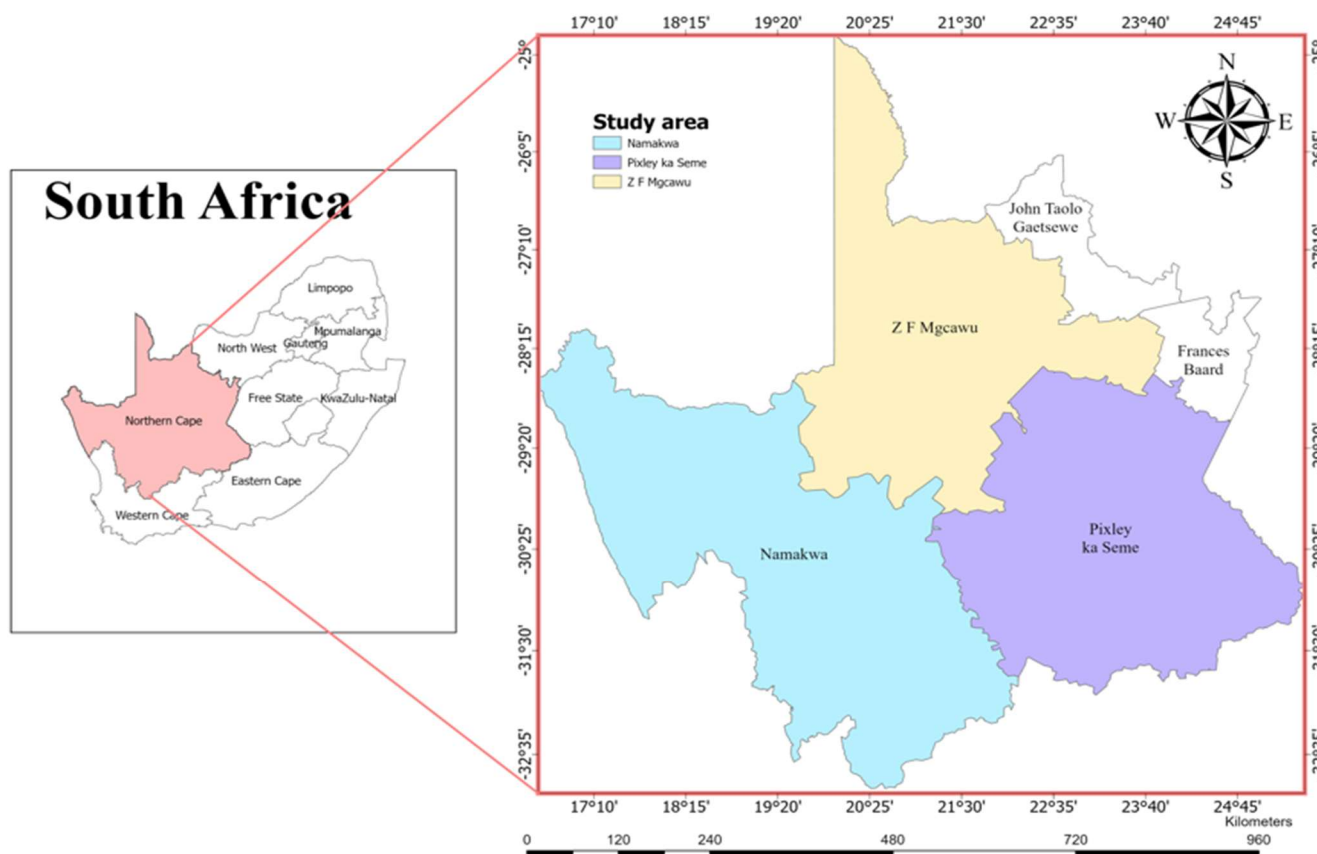 South Africa
Limpopo
Mpumalanga
Gauteng
North West
Free State
KwaZulu-Natal
Northern Cape
Eastern Cape
Western Cape
17°10' 18°15' 19°20' 20°25' 21°30' 22°35' 23°40' 24°45'
-25°
-26°5'
-27°10'
-28°15'
-29°20'
-30°25'
-31°30'
-32°35'
Study area
Namakwa
Pixley ka Seme
Z F Mgcawu
N
W E
S
John Taolo
Gaetsewe
Z F Mgcawu
Frances
Baard
Pixley
ka Seme
Namakwa
17°10' 18°15' 19°20' 20°25' 21°30' 22°35' 23°40' 24°45'
Kilometers
0 120 240 480 720 960